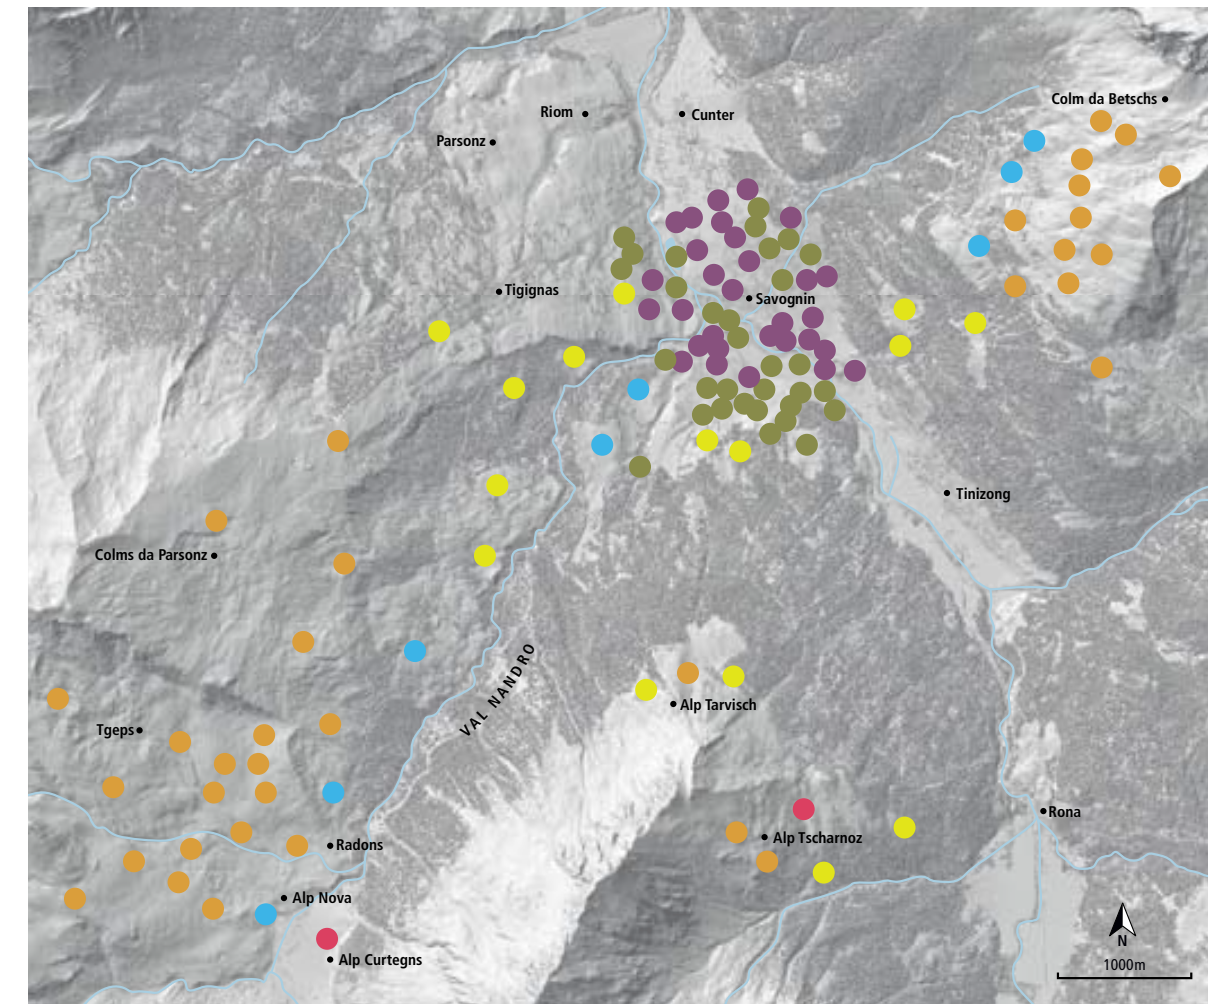 Colm da Betschs
Riom
Cunter
Parsonz
Tigignas
Savognin
Tinizong
Colms da Parsonz
VAL NANDRO
Alp Tarvisch
Tgeps
Rona
Alp Tscharnoz
Radons
Alp Nova
N
Alp Curtegns
1000m